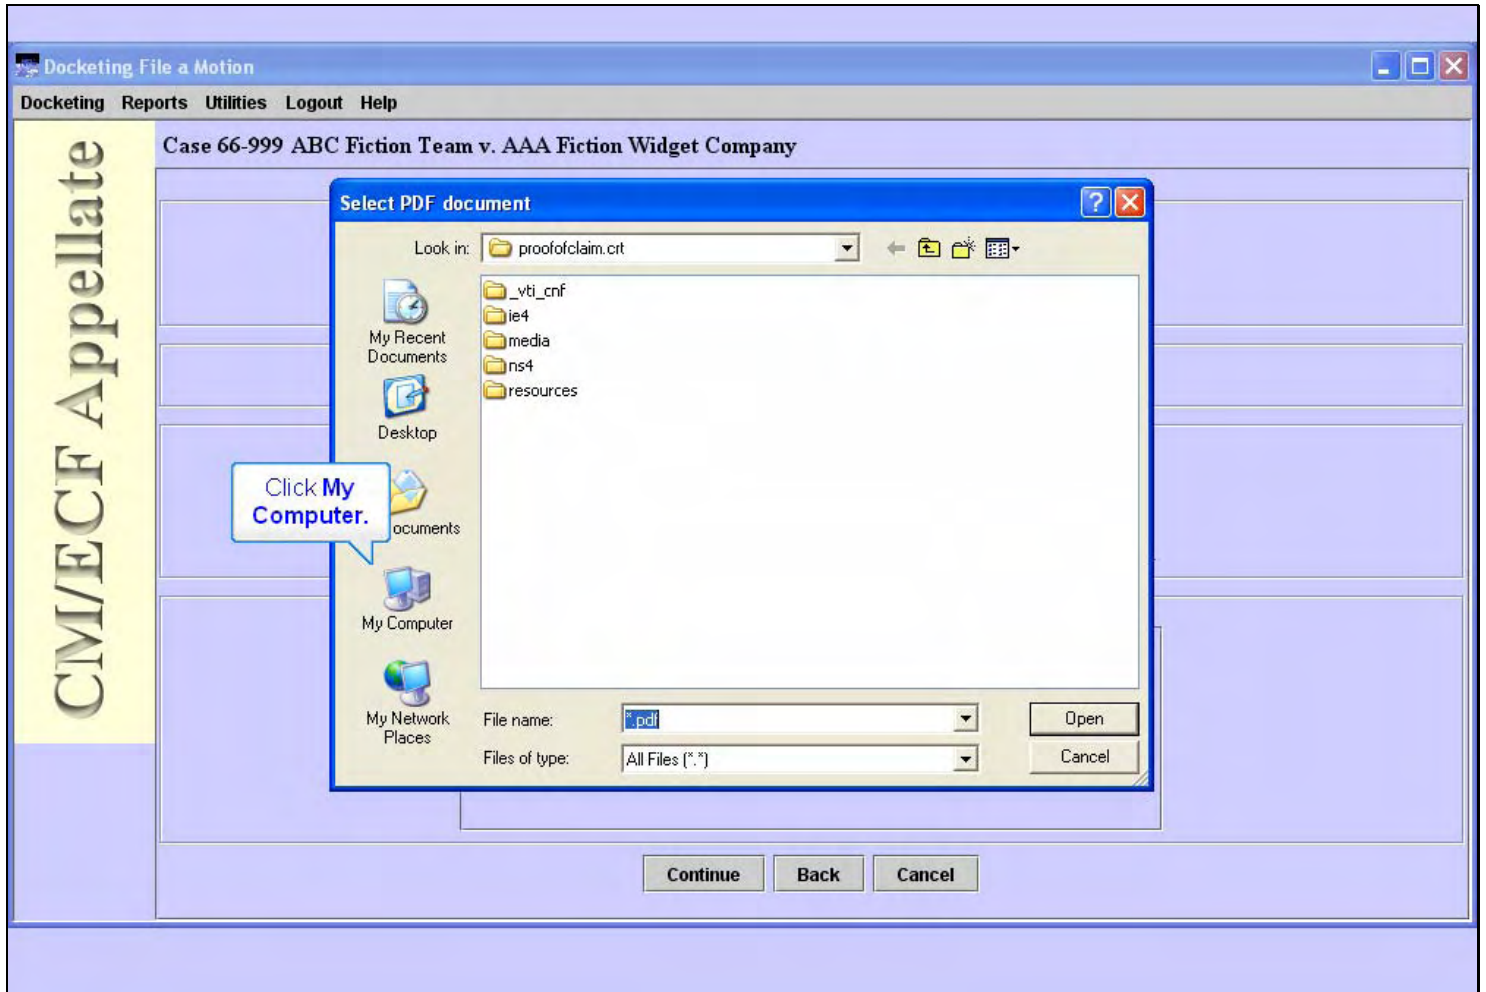 Docketing File a Motion
Docketing Reports Utilities Logout Help
CM/ECF Appellate
Case 66-999 ABC Fiction Team v. AAA Fiction Widget Company
Select PDF document
Look in: proofofclaim.crt
My Recent
Documents
Desktop
ocuments
My Computer
My Network
Places
_vti_cnf
ie4
media
ns4
resources
Click My
Computer.
File name: *.pdf Open
Files of type: All Files (*.*) Cancel
Continue Back Cancel